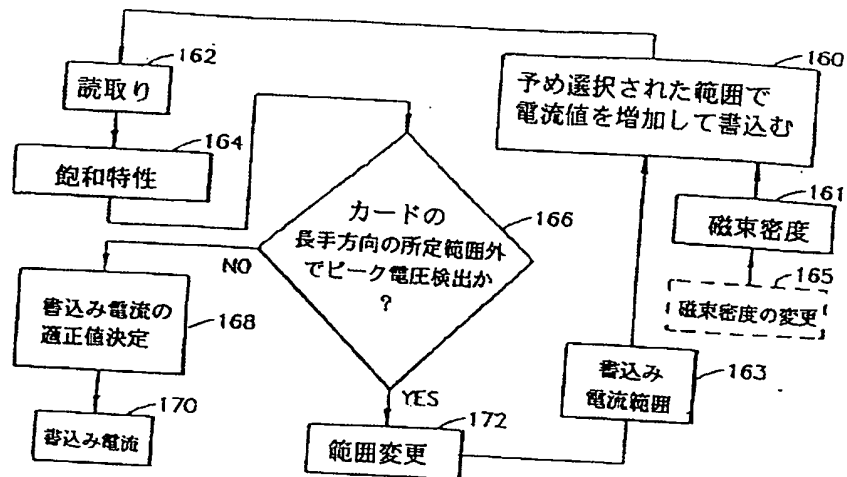 162
読取り
164
飽和特性
160
予め選択された範囲で
電流値を増加して書込む
161
磁束密度
165
磁束密度の変更
166
カードの
長手方向の所定範囲外
でピーク電圧検出か
?
NO
YES
書込み電流の
適正値決定
168
170
書込み電流
172
範囲変更
書込み
電流範囲
163